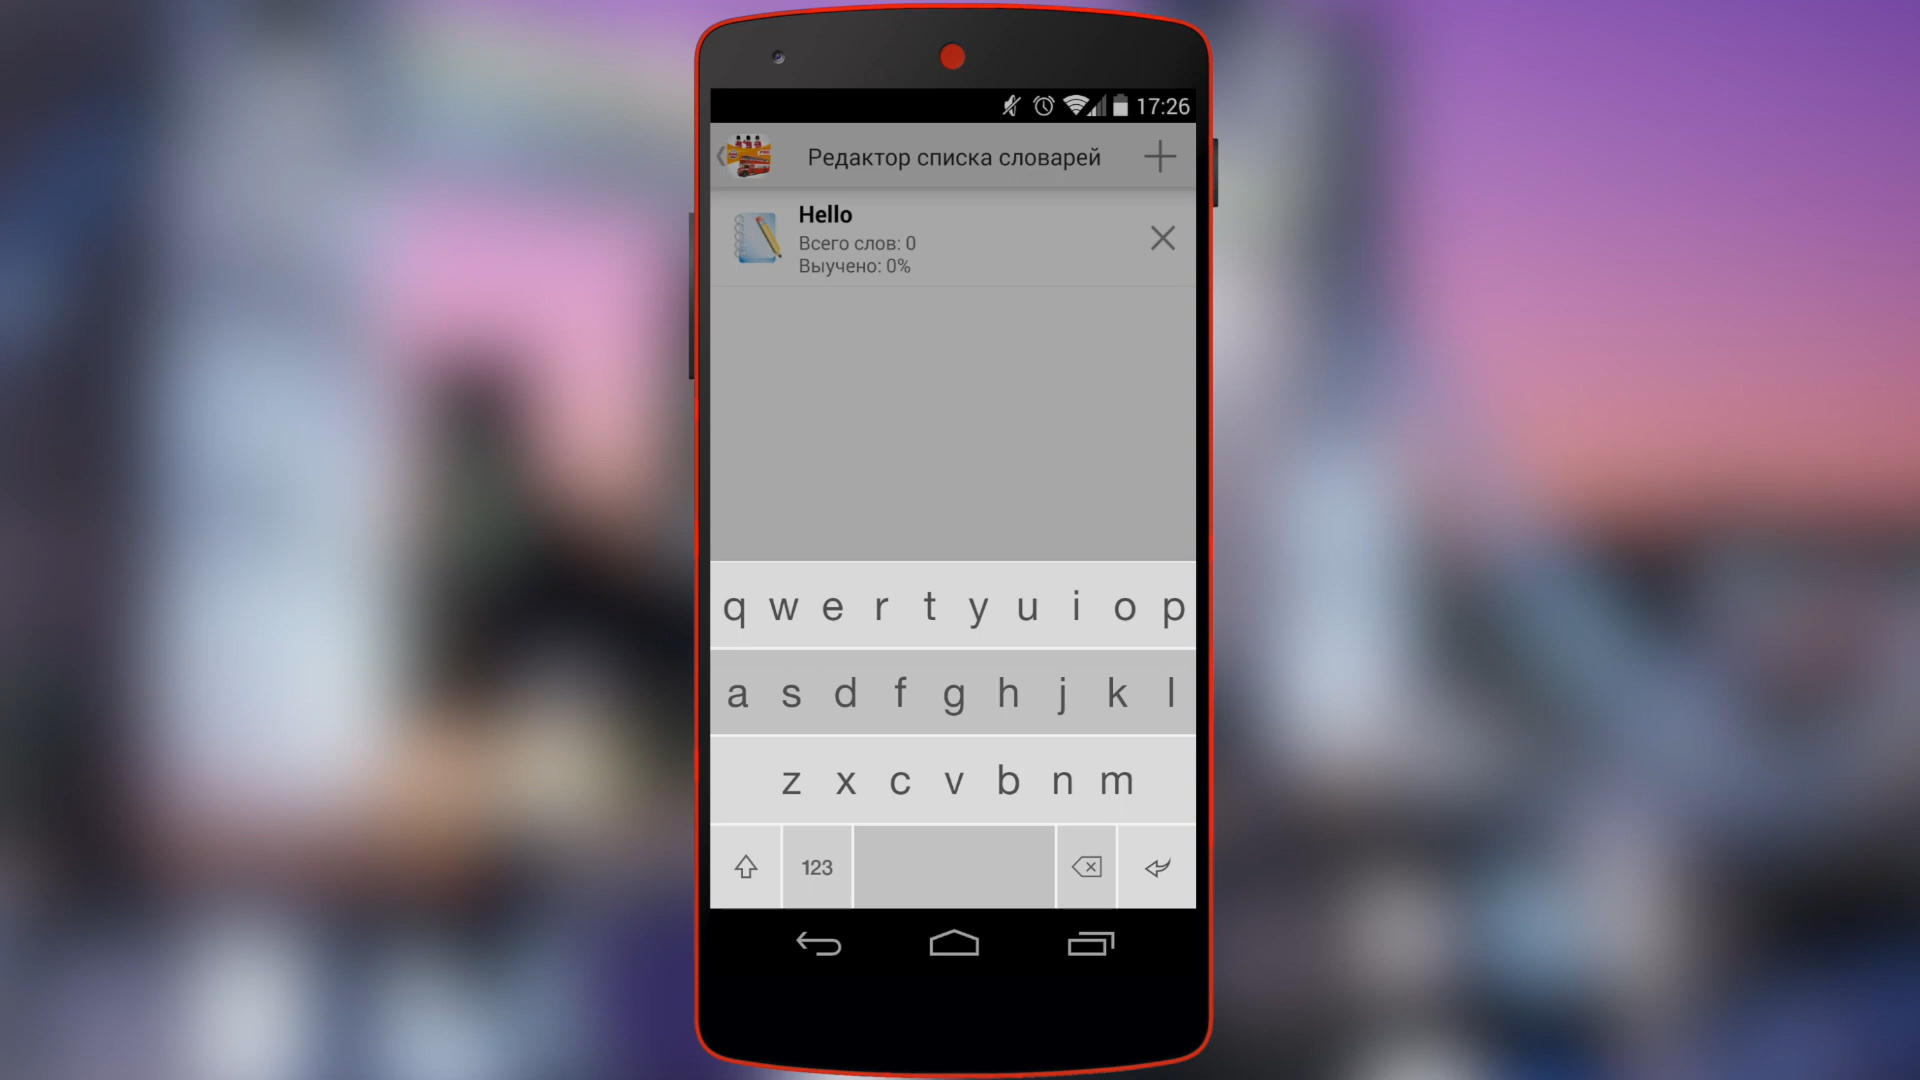 17:26
Редактор списка словарей
Hello
Всего слов: 0
Выучено: 0%
q w e r t y u i o p
a s d f g h j k l
z x c v b n m
123